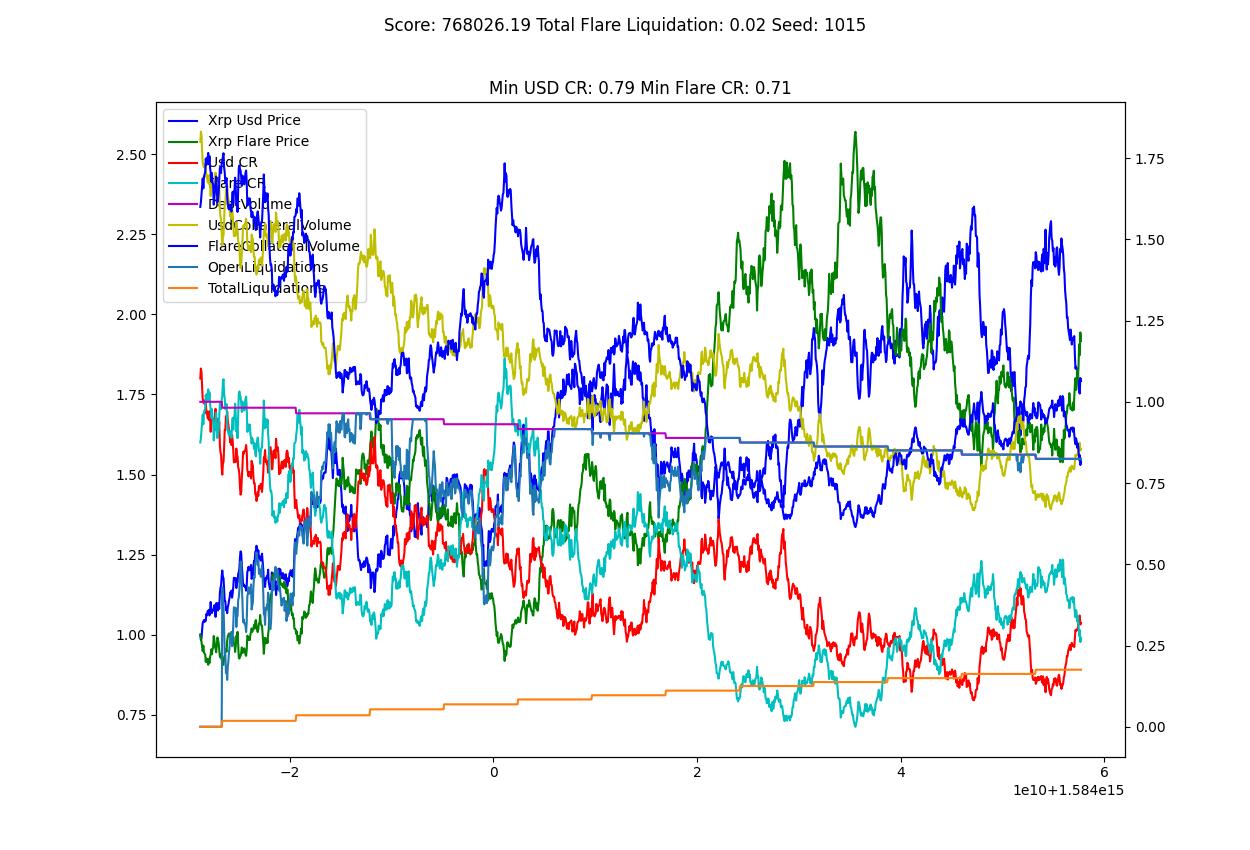 Score: 768026.19 Total Flare Liquidation: 0.02 Seed: 1015
Min USD CR: 0.79 Min Flare CR: 0.71
Xrp Usd Price
Xrp Flare Price
Usd CR
Flare CR
DebtVolume
UsdCollateralVolume
FlareCollateralVolume
OpenLiquidations
TotalLiquidations
2.50
2.25
2.00
1.75
1.50
1.25
1.00
0.75
1.75
1.50
1.25
1.00
0.75
0.50
0.25
0.00
−2
0
2
4
6
1e10+1.584e15